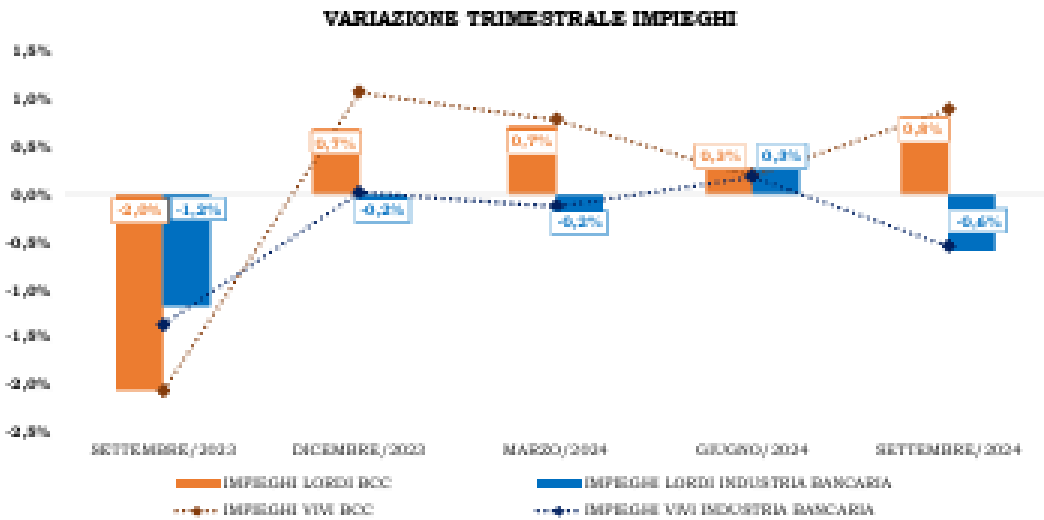 VARIAZIONE TRIMESTRALE IMPIEGHI
1,5%
1,0%
0,5%
0,0%
-0,5%
-1,0%
-1,5%
-2,0%
-2,5%
-2,0% -1,2% 0,7% -0,2% 0,7% -0,2% 0,3% 0,3% 0,8% -0,6%
SETTEMBRE/2023 DICEMBRE/2023 MARZO/2024 GIUGNO/2024 SETTEMBRE/2024
IMPIEGHI LORDI BCC IMPIEGHI LORDI INDUSTRIA BANCARIA
IMPIEGHI VIVI BCC IMPIEGHI VIVI INDUSTRIA BANCARIA